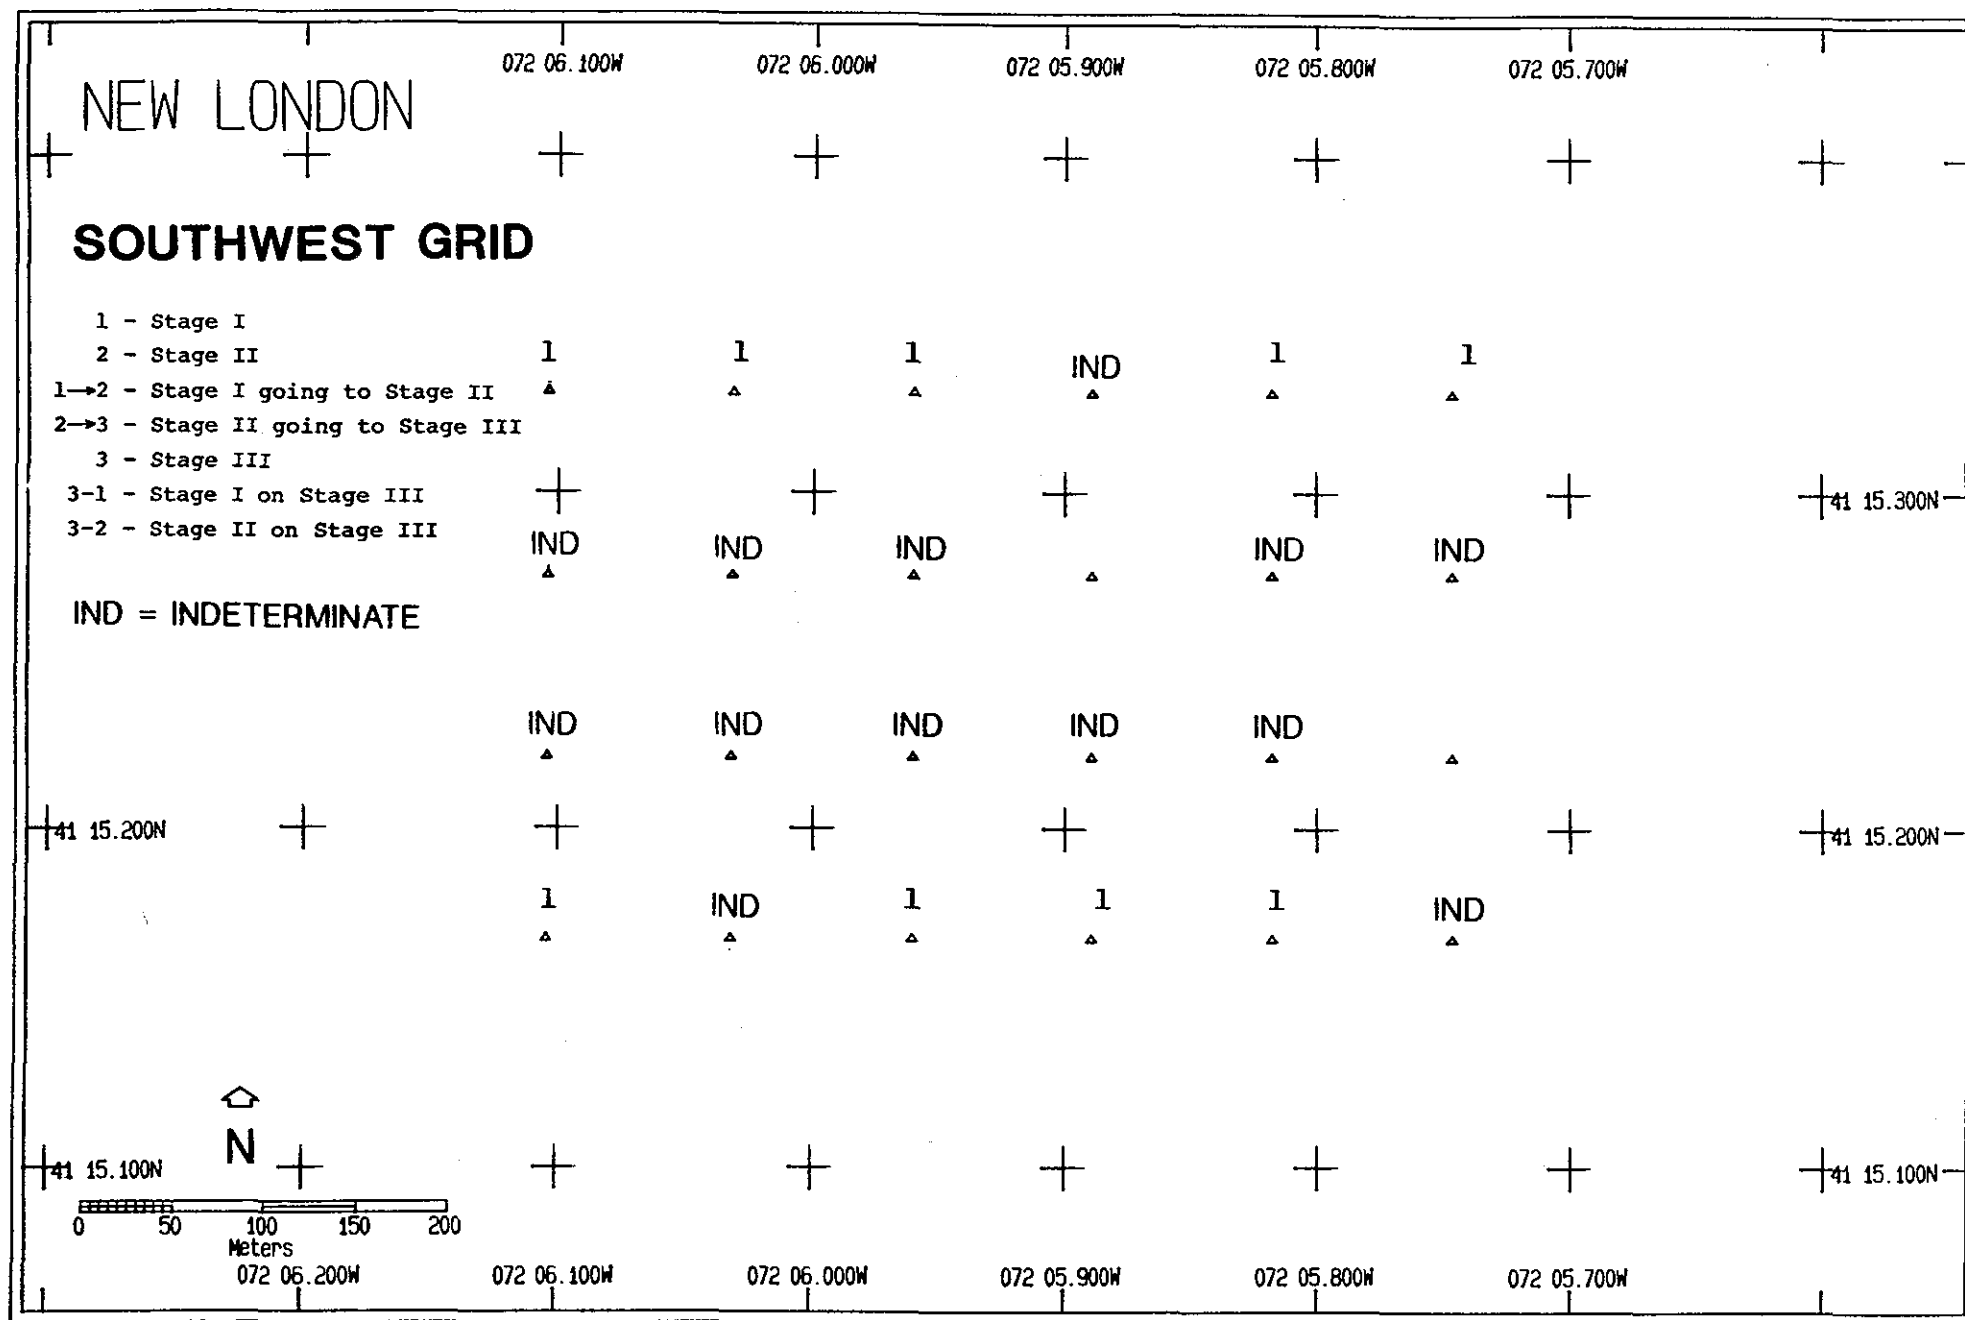 072 06.100W 072 06.000W 072 05.900W 072 05.800W 072 05.700W
NEW LONDON
SOUTHWEST GRID
1 - Stage I
2 - Stage II
1→2 - Stage I going to Stage II
2→3 - Stage II going to Stage III
3 - Stage III
3-1 - Stage I on Stage III
3-2 - Stage II on Stage III
IND = INDETERMINATE
1 1 1 IND 1 1
41 15.300N
IND IND IND IND IND
IND IND IND IND IND
41 15.200N 41 15.200N
1 IND 1 1 1 IND
N
41 15.100N 41 15.100N
0 50 100 150 200
Meters
072 06.200W 072 06.100W 072 06.000W 072 05.900W 072 05.800W 072 05.700W